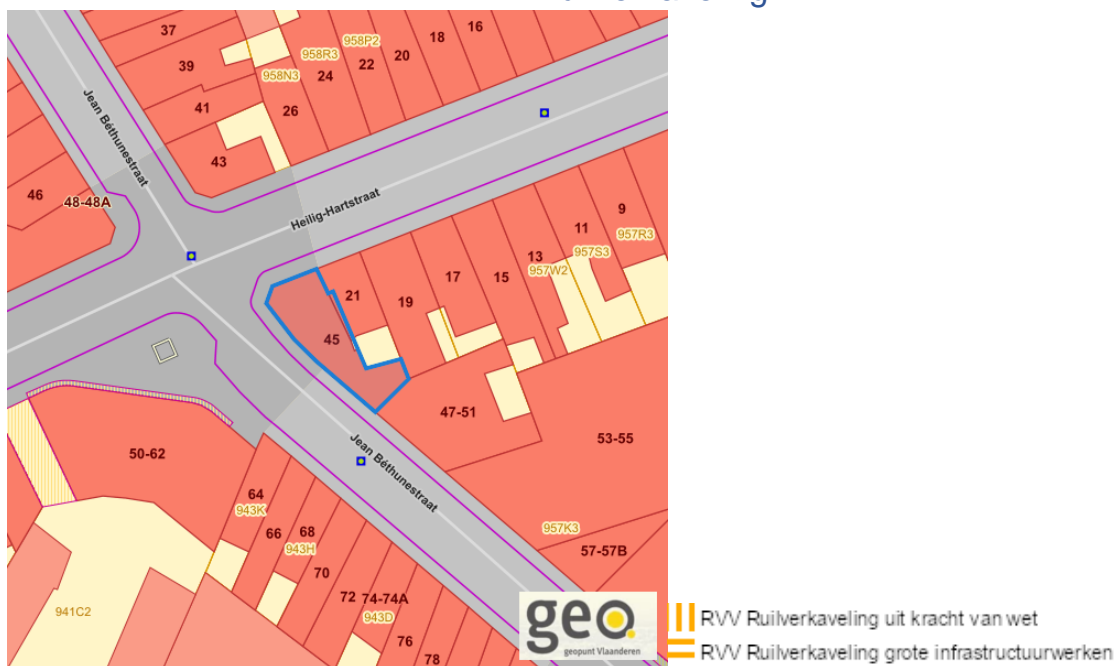 37
39
41
43
958N3
958R3
958P2
26
24
22
20
18
16
46
48-48A
Jean Béthunestraat
Heilig-Hartstraat
21
19
17
15
13
11
9
957W2
957S3
957R3
45
47-51
53-55
50-62
Jean Béthunestraat
957K3
57-57B
64
943K
66
68
943H
70
72
74-74A
943D
76
78
941C2
geo
geopunt Vlaanderen
RVV Ruilverkaveling uit kracht van wet
RVV Ruilverkaveling grote infrastructuurwerken